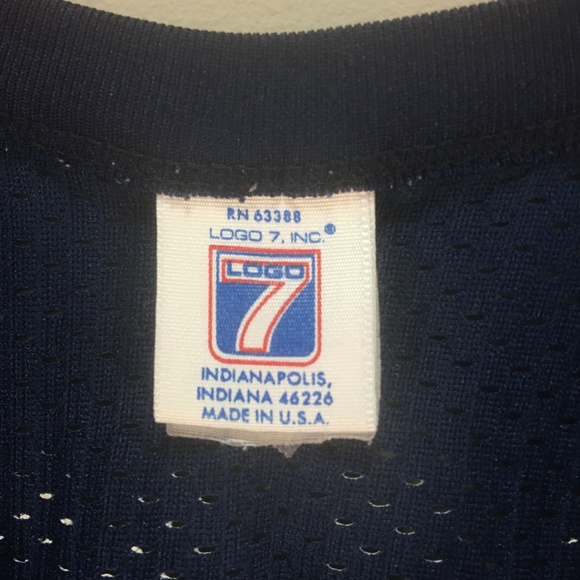 RN 63388
LOGO 7, INC.®
LOGO
7
INDIANAPOLIS,
INDIANA 46226
MADE IN U.S.A.